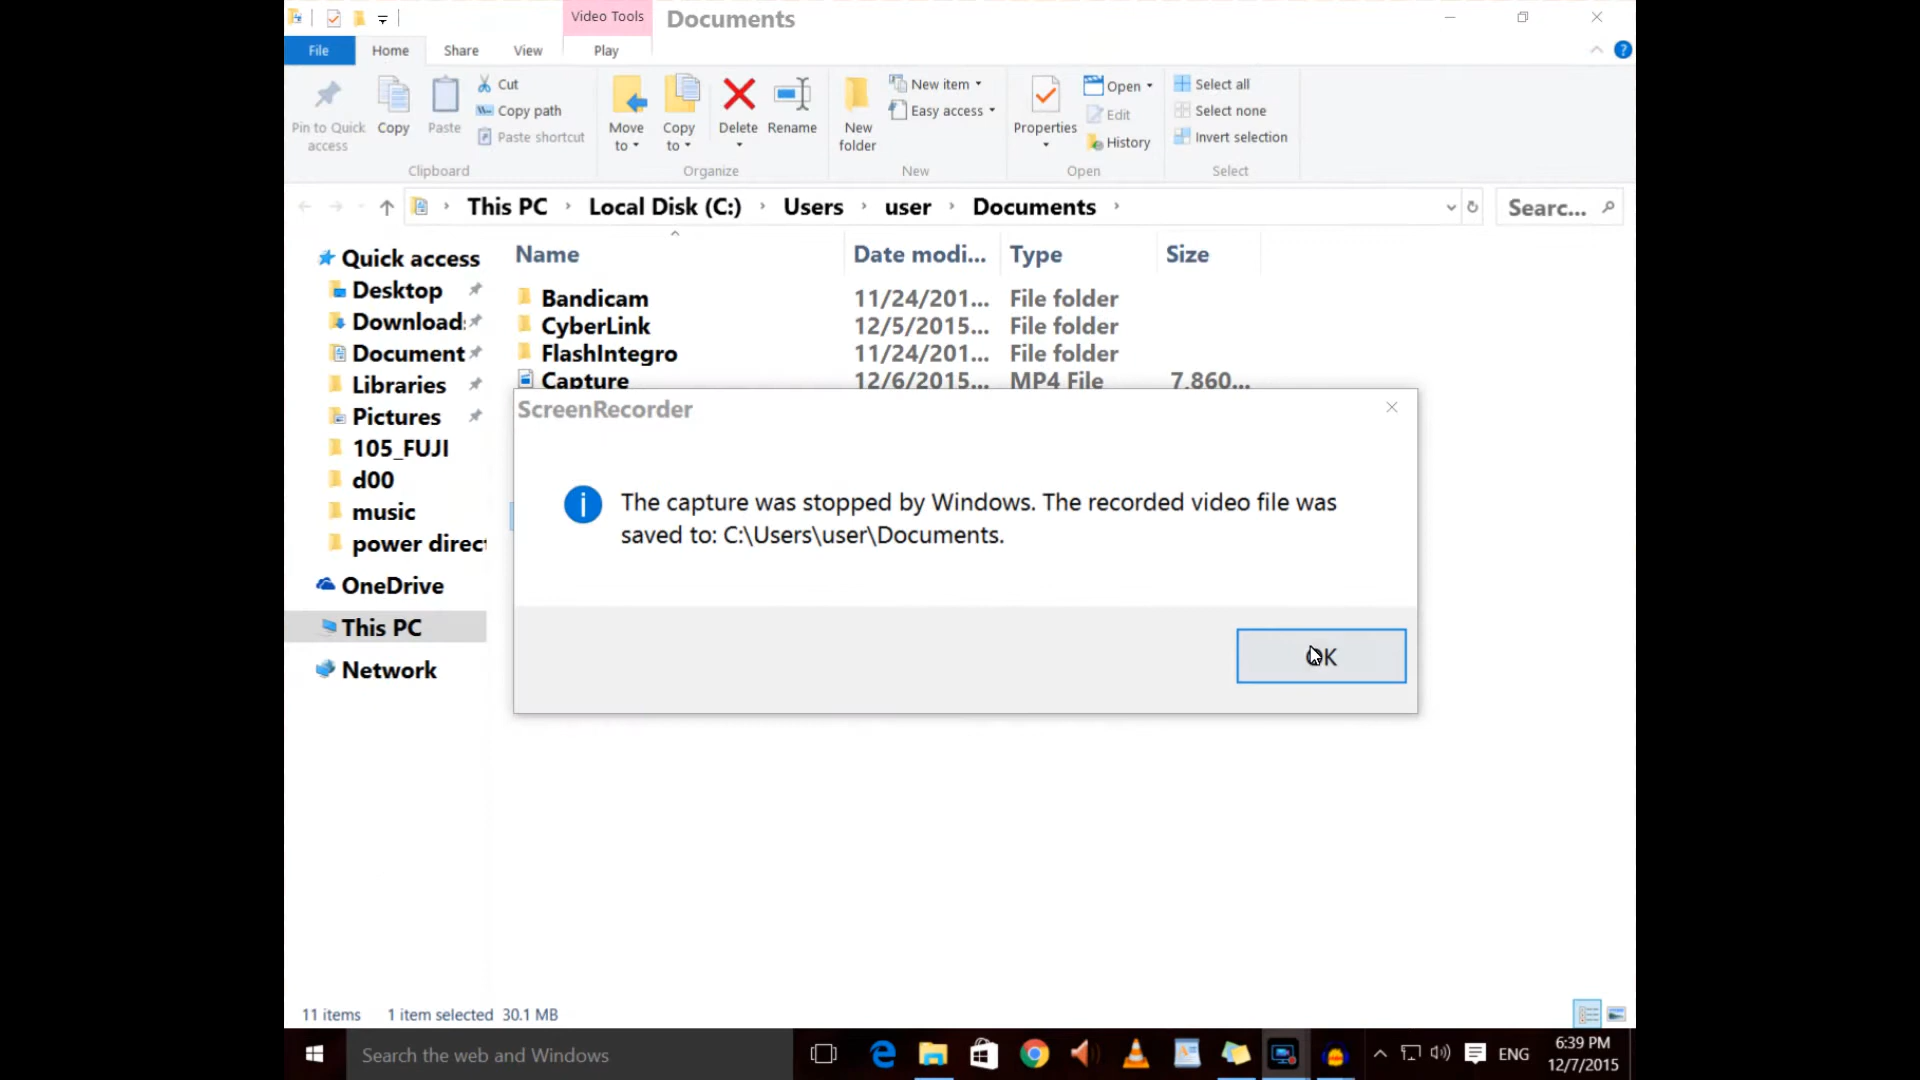 Video Tools
Documents
File
Home
Share
View
Play
Pin to Quick
access
Copy
Paste
Cut
Copy path
Paste shortcut
Clipboard
Move
to
Copy
to
Delete
Rename
Organize
New
folder
New item
Easy access
New
Properties
Open
Edit
History
Open
Select all
Select none
Invert selection
Select
This PC
Local Disk (C:)
Users
user
Documents
Searc...
Name
Date modi...
Type
Size
Quick access
Desktop
Download
Document
Libraries
Pictures
105_FUJI
d00
music
power direct
OneDrive
This PC
Network
Bandicam 11/24/201... File folder
CyberLink 12/5/2015... File folder
FlashIntegro 11/24/201... File folder
Capture 12/6/2015... MP4 File 7,860...
ScreenRecorder
The capture was stopped by Windows. The recorded video file was
saved to: C:\Users\user\Documents.
OK
11 items 1 item selected 30.1 MB
Search the web and Windows
ENG
6:39 PM
12/7/2015